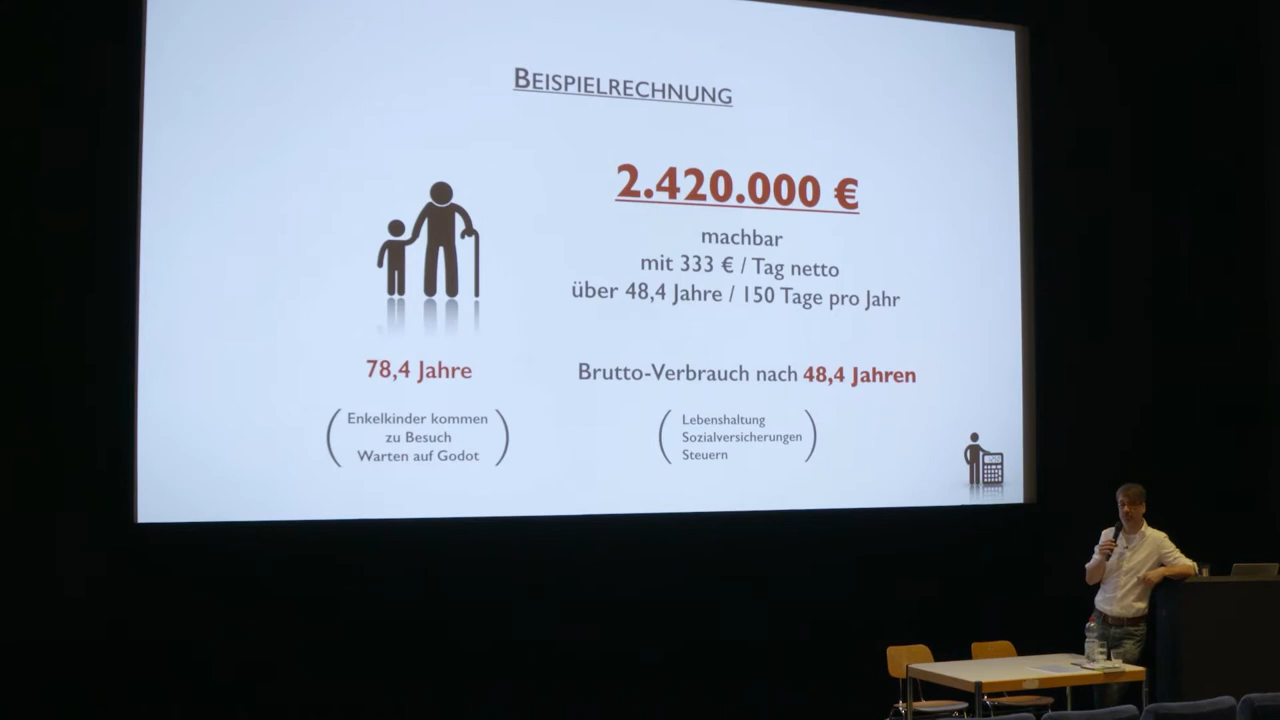 BEISPIELRECHNUNG
2.420.000 €
machbar
mit 333 € / Tag netto
über 48,4 Jahre / 150 Tage pro Jahr
78,4 Jahre
Enkelkinder kommen
zu Besuch
Warten auf Godot
Brutto-Verbrauch nach 48,4 Jahren
Lebenshaltung
Sozialversicherungen
Steuern